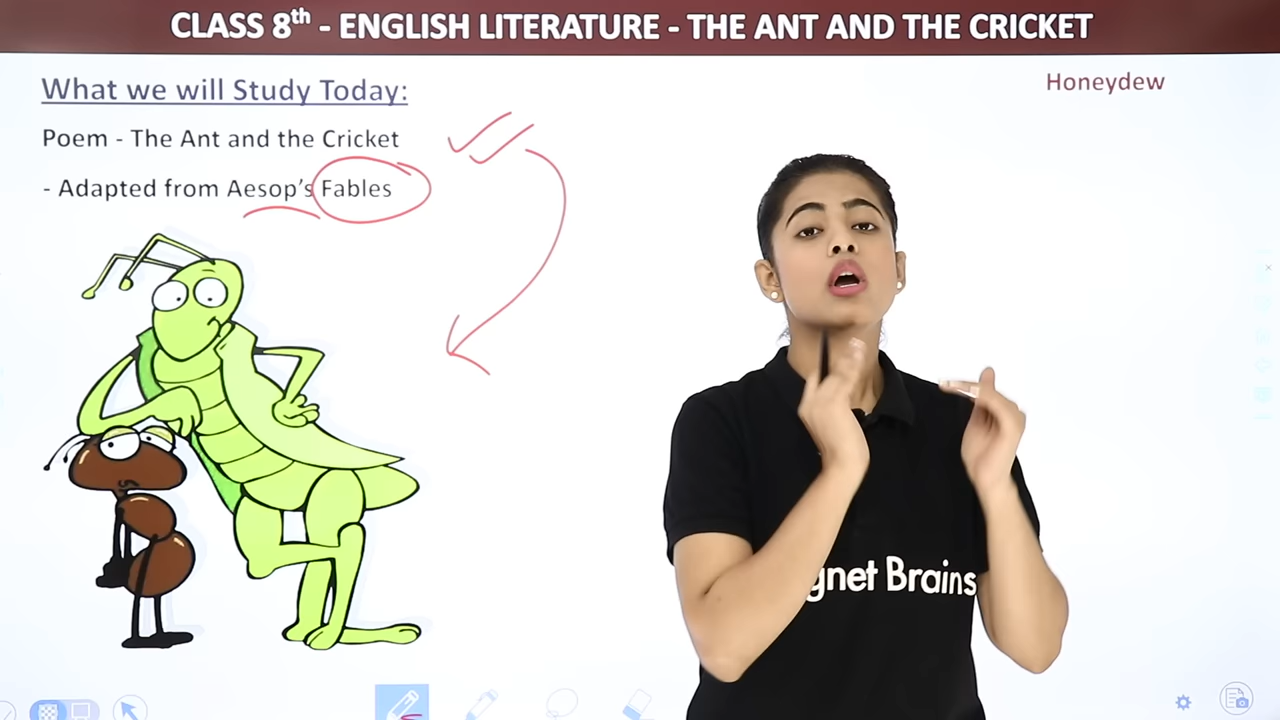 CLASS 8th - ENGLISH LITERATURE - THE ANT AND THE CRICKET
What we will Study Today:
Honeydew
Poem - The Ant and the Cricket
- Adapted from Aesop's Fables
gnet Brains